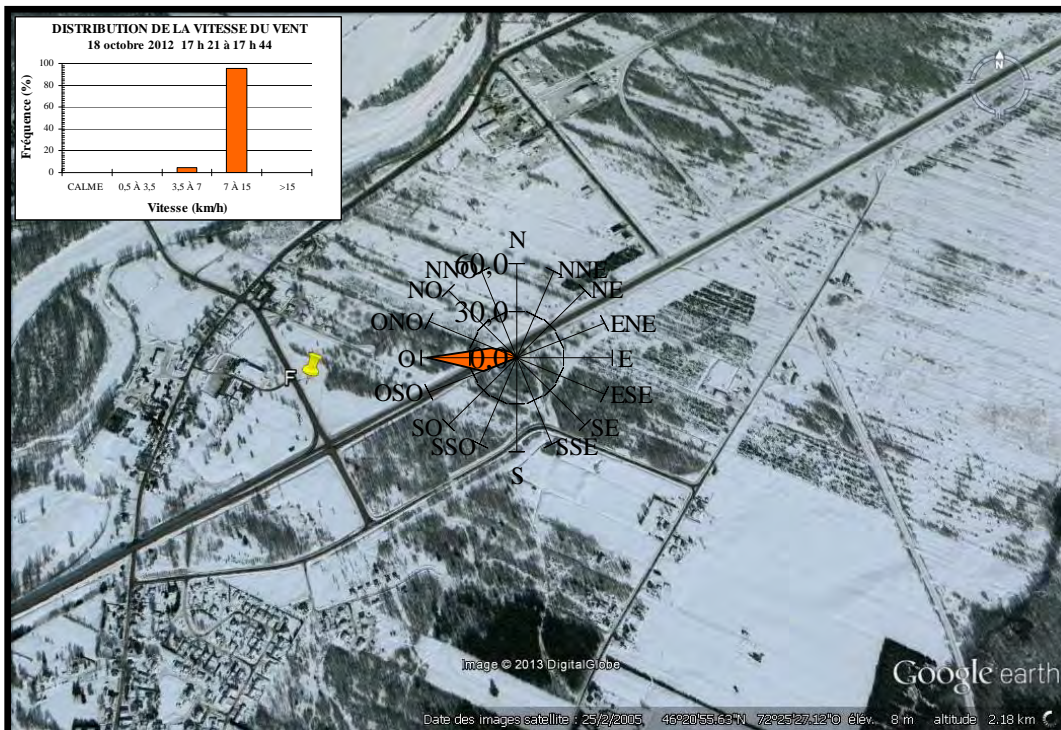 DISTRIBUTION DE LA VITESSE DU VENT
18 octobre 2012 17 h 21 à 17 h 44
Fréquence (%)
100
80
60
40
20
0
CALME 0,5 À 3,5 3,5 À 7 7 À 15 >15
Vitesse (km/h)
N
N
NNO 60,0 NNE
NO NE
30,0
ONO ENE
O 0,0 E
F
OSO ESE
SO SE
SSO SSE
S
Image © 2013 DigitalGlobe
Google earth
Date des images satellite : 25/2/2005 46°20'55.63"N 72°25'27.12"O élév. 8 m altitude 2.18 km